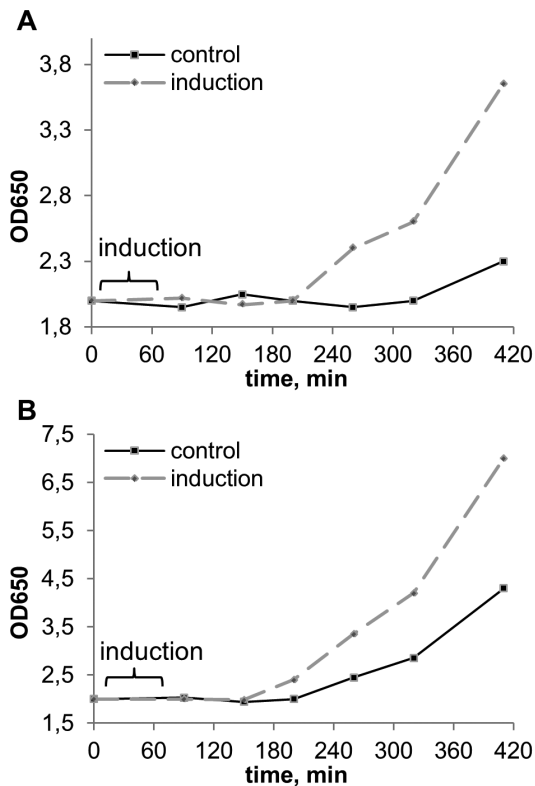 A
3,8
3,3
2,8
2,3
1,8
OD650
control
induction
induction
0 60 120 180 240 300 360 420
time, min
B
7,5
6,5
5,5
4,5
3,5
2,5
1,5
OD650
control
induction
induction
0 60 120 180 240 300 360 420
time, min